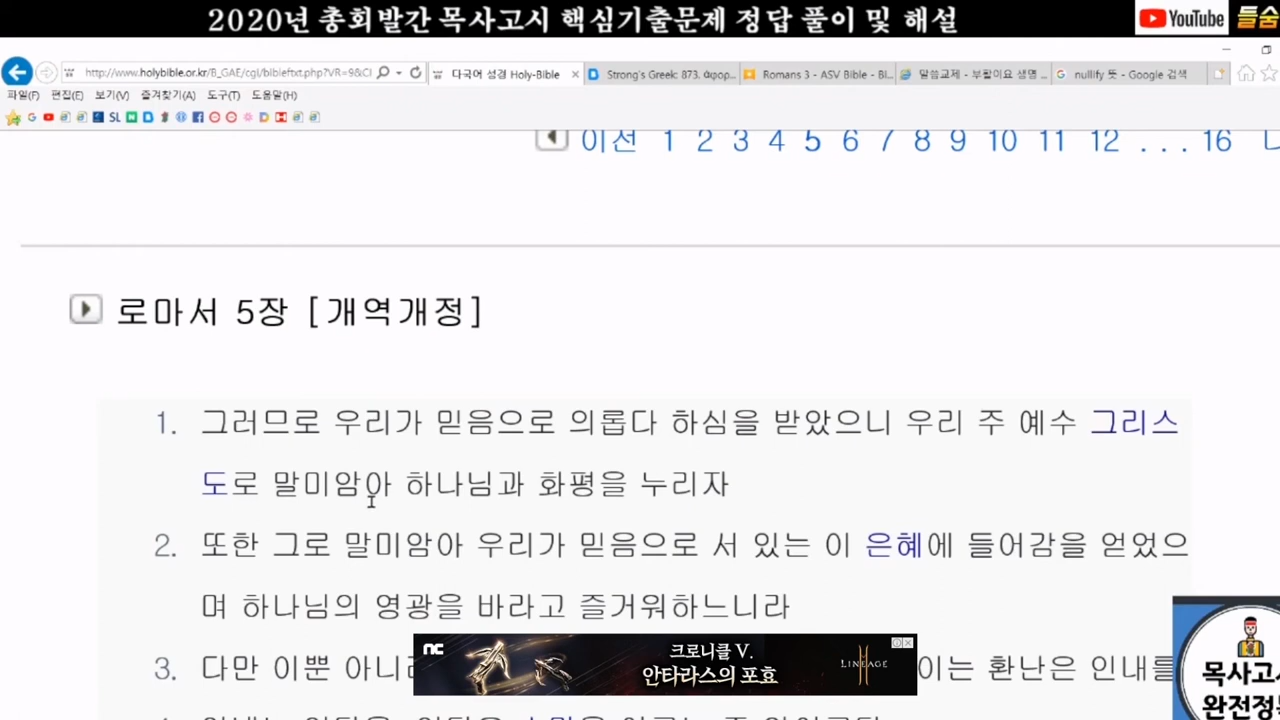 2020년 총회발간 목사고시 핵심기출문제 정답 풀이 및 해설
YouTube 들숨
http://www.holybible.or.kr/B_GAE/cgi/bibleftxt.php?VR=9&CI
다국어 성경 Holy-Bible
Strong's Greek: 873. ἀφορ...
Romans 3 - ASV Bible - Bl...
말씀교제 - 부활이요 생명 ...
nullify 뜻 - Google 검색
파일(F) 편집(E) 보기(V) 즐겨찾기(A) 도구(T) 도움말(H)
이전 1 2 3 4 5 6 7 8 9 10 11 12 ... 16
로마서 5장 [개역개정]
1. 그러므로 우리가 믿음으로 의롭다 하심을 받았으니 우리 주 예수 그리스
도로 말미암아 하나님과 화평을 누리자
2. 또한 그로 말미암아 우리가 믿음으로 서 있는 이 은혜에 들어감을 얻었으
며 하나님의 영광을 바라고 즐거워하느니라
3. 다만 이뿐 아니라
이는 환난은 인내를
nc
크로니클 V.
안타라스의 포효
LINEAGE II
목사고시
완전정복